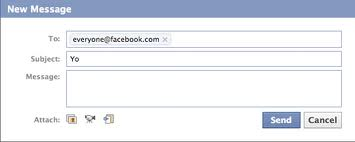 New Message
To: everyone@facebook.com
Subject: Yo
Message:
Attach: Send Cancel